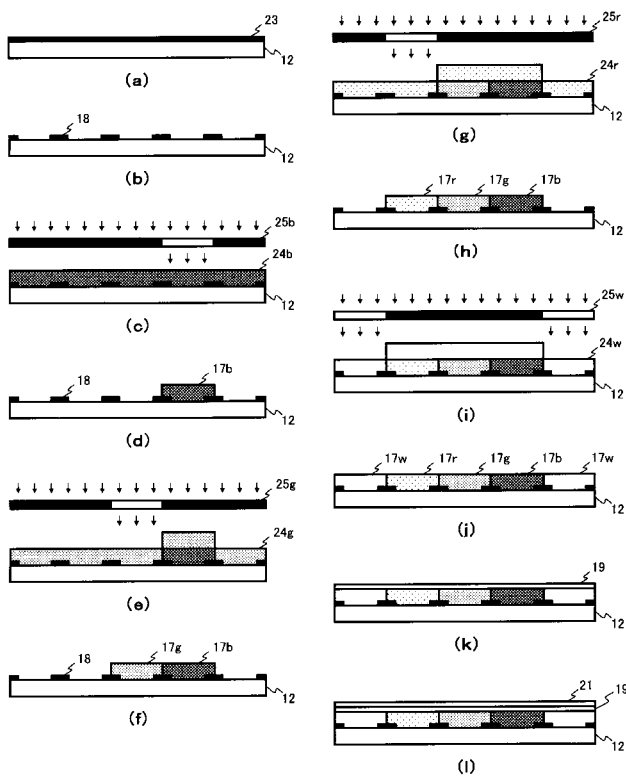 23
12
(a)
18
12
(b)
25b
24b
12
(c)
18
17b
12
(d)
25g
24g
12
(e)
18
17g
17b
12
(f)
25r
24r
12
(g)
17r
17g
17b
12
(h)
25w
24w
12
(i)
17w
17r
17g
17b
17w
12
(j)
19
12
(k)
21
19
12
(l)